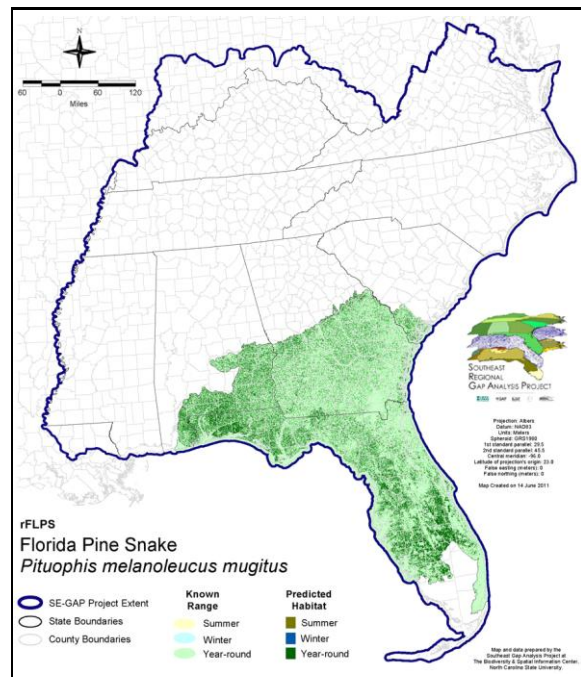 N
60 0 60 120
Miles
SOUTHEAST
REGIONAL
GAP ANALYSIS PROJECT
Projection: Albers
Datum: NAD83
Units: Meters
Spheroid: GRS1980
1st standard parallel: 29.5
2nd standard parallel: 45.5
Central meridian: -96.0
Latitude of projection's origin: 23.0
False easting (meters): 0
False northing (meters): 0
Map Created on 14 June 2011
rFLPS
Florida Pine Snake
Pituophis melanoleucus mugitus
SE-GAP Project Extent
State Boundaries
County Boundaries
Known
Range
Summer
Winter
Year-round
Predicted
Habitat
Summer
Winter
Year-round
Map and data prepared by the
Southeast Gap Analysis Project at
The Biodiversity & Spatial Information Center,
North Carolina State University.